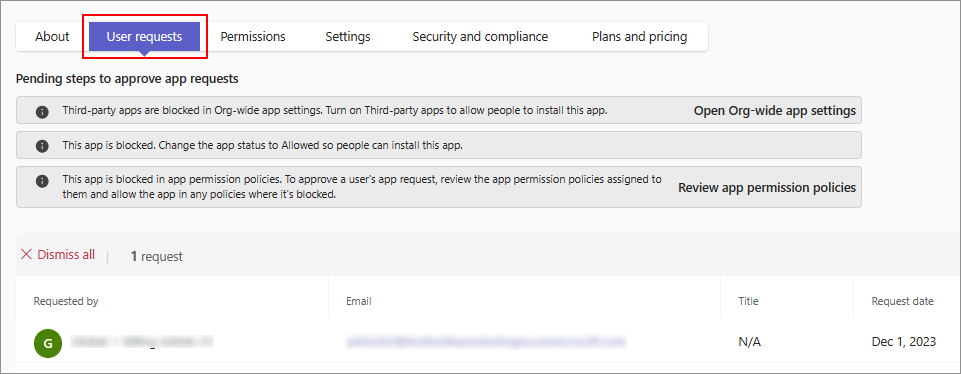 About User requests Permissions Settings Security and compliance Plans and pricing
Pending steps to approve app requests
Third-party apps are blocked in Org-wide app settings. Turn on Third-party apps to allow people to install this app. Open Org-wide app settings
This app is blocked. Change the app status to Allowed so people can install this app.
This app is blocked in app permission policies. To approve a user's app request, review the app permission policies assigned to
them and allow the app in any policies where it's blocked.
Review app permission policies
Dismiss all 1 request
Requested by Email Title Request date
G N/A Dec 1, 2023